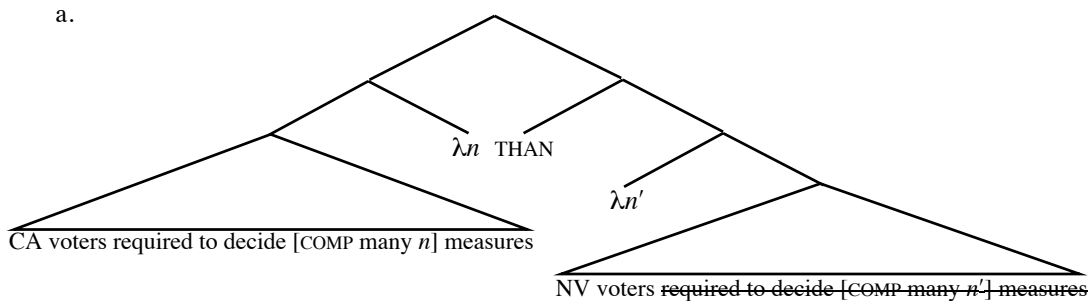 a.
λn THAN
λn′
CA voters required to decide [COMP many n] measures
NV voters required to decide [COMP many n′] measures